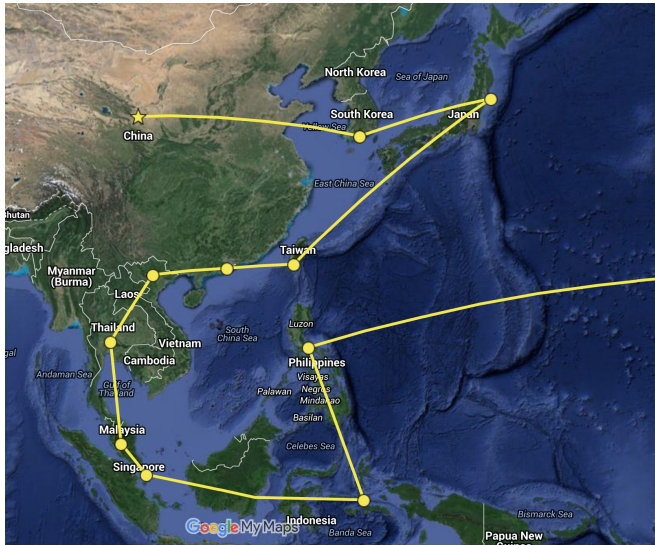 North Korea
Sea of Japan
South Korea
Yellow Sea
Japan
China
East China Sea
Bhutan
gladesh
Taiwan
Myanmar
(Burma)
Laos
Luzon
Thailand
South
China Sea
Vietnam
gal
Cambodia
Philippines
Andaman Sea
Gulf of
Thailand
Visayas
Palawan
Negros
Mindanao
Basilan
Malaysia
Celebes Sea
Singapore
Google My Maps
Indonesia
Banda Sea
Bismarck Sea
Papua New
Guinea